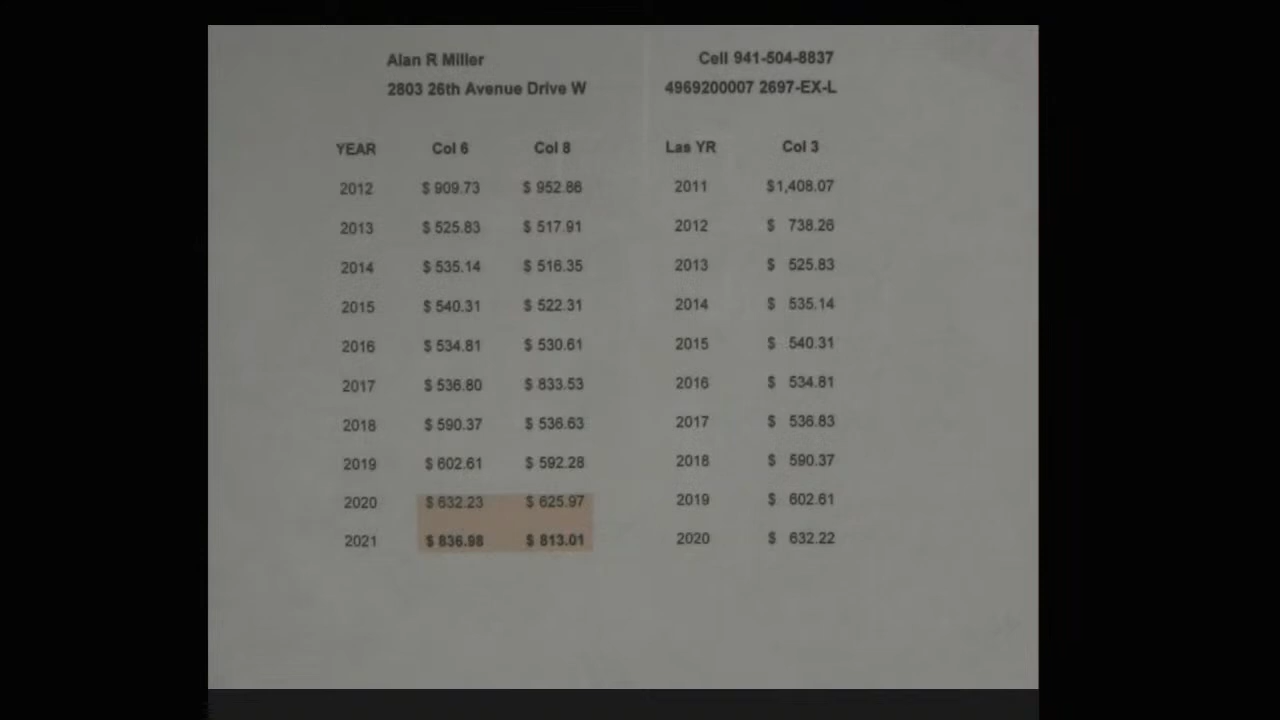 Alan R Miller Cell 941-504-8837
2803 26th Avenue Drive W 4969200007 2697-EX-L
YEAR Col 6 Col 8 Las YR Col 3
2012 $ 909.73 $ 952.86 2011 $1,408.07
2013 $ 525.83 $ 517.91 2012 $ 738.26
2014 $ 535.14 $ 516.35 2013 $ 525.83
2015 $ 540.31 $ 522.31 2014 $ 535.14
2016 $ 534.81 $ 530.61 2015 $ 540.31
2017 $ 536.80 $ 833.53 2016 $ 534.81
2018 $ 590.37 $ 536.63 2017 $ 536.83
2019 $ 602.61 $ 592.28 2018 $ 590.37
2020 $ 632.23 $ 625.97 2019 $ 602.61
2021 $ 836.98 $ 813.01 2020 $ 632.22